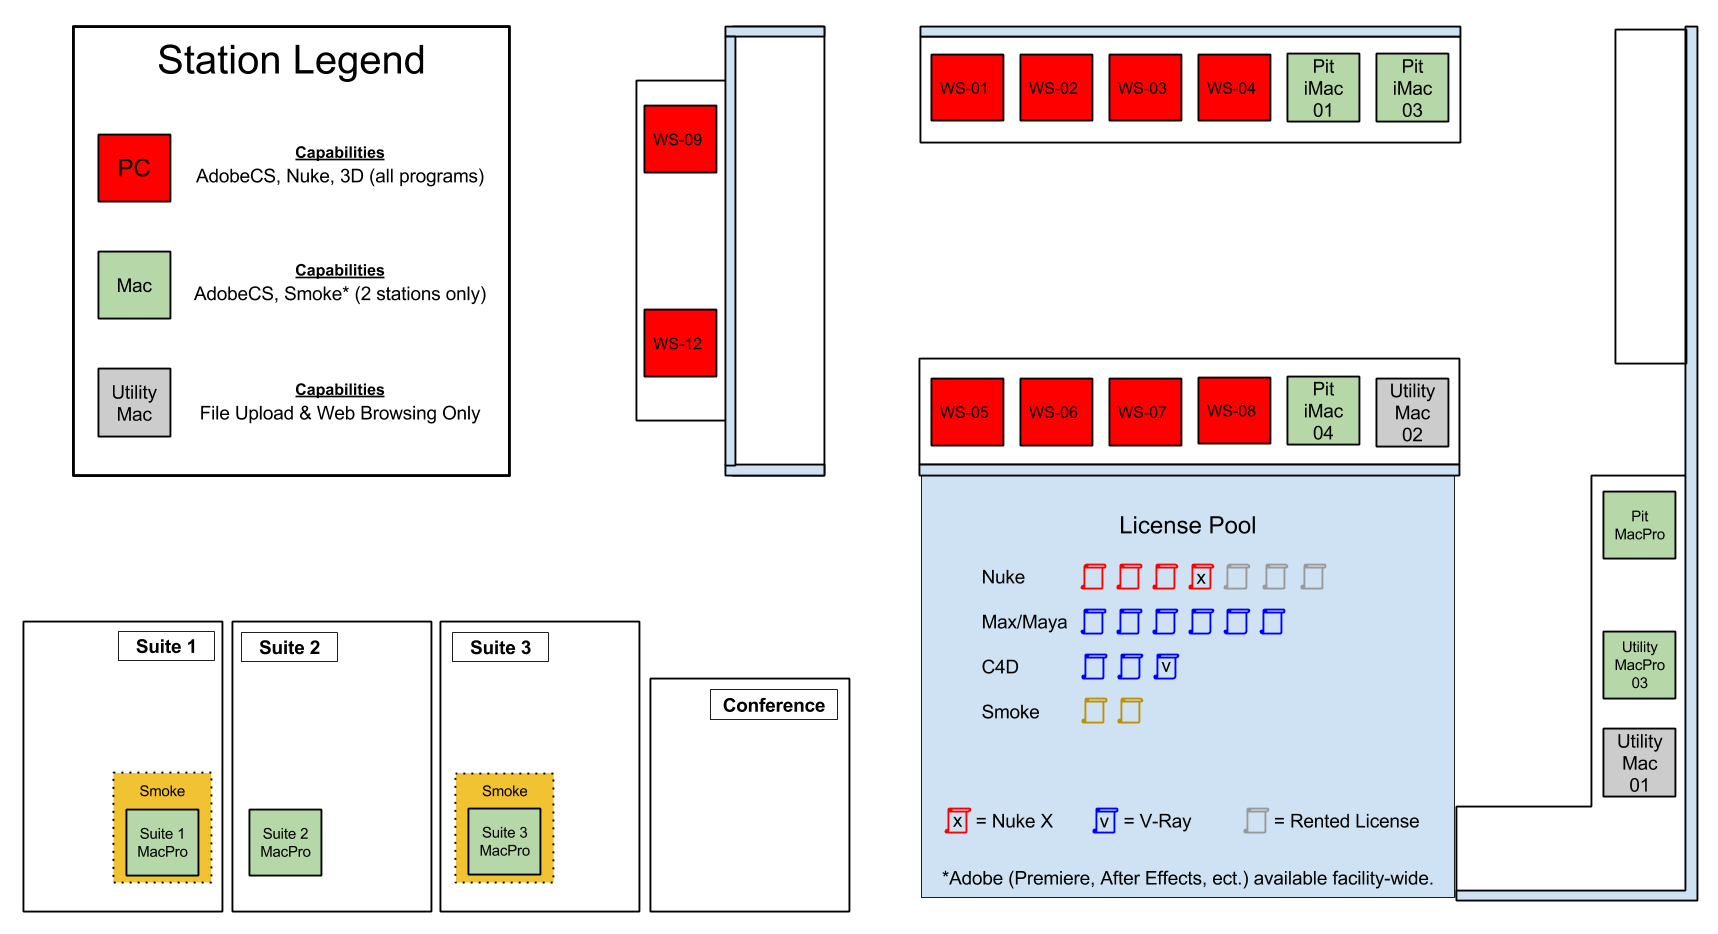 Station Legend
PC
Capabilities
AdobeCS, Nuke, 3D (all programs)
Mac
Capabilities
AdobeCS, Smoke* (2 stations only)
Utility
Mac
Capabilities
File Upload & Web Browsing Only
WS-09
WS-12
WS-01
WS-02
WS-03
WS-04
Pit
iMac
01
Pit
iMac
03
WS-05
WS-06
WS-07
WS-08
Pit
iMac
04
Utility
Mac
02
License Pool
Nuke
x
Max/Maya
C4D
v
Smoke
x = Nuke X
v = V-Ray
= Rented License
*Adobe (Premiere, After Effects, ect.) available facility-wide.
Pit
MacPro
Utility
MacPro
03
Utility
Mac
01
Suite 1
Smoke
Suite 1
MacPro
Suite 2
Suite 2
MacPro
Suite 3
Smoke
Suite 3
MacPro
Conference